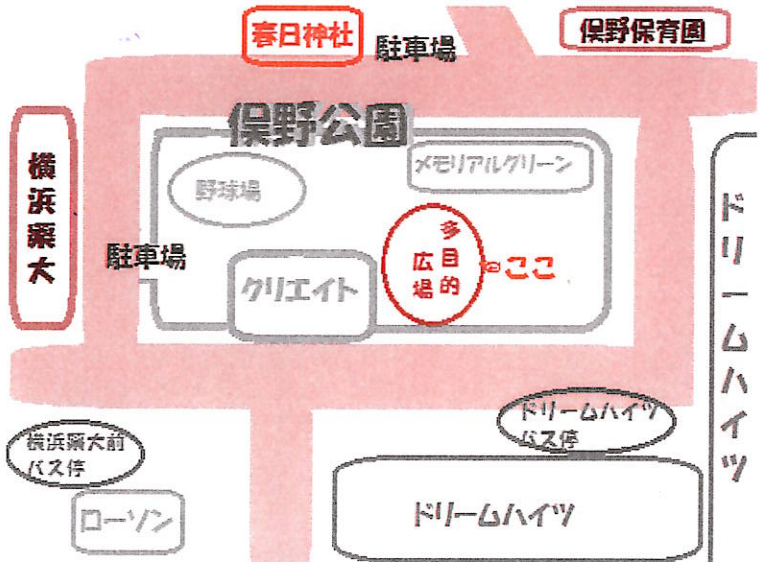 春日神社
駐車場
俣野保育園
俣野公園
横浜薬大
野球場
メモリアルグリーン
駐車場
クリエイト
多目的
広場
ここ
ドリームハイツ
横浜薬大前
バス停
ドリームハイツ
バス停
ローソン
ドリームハイツ